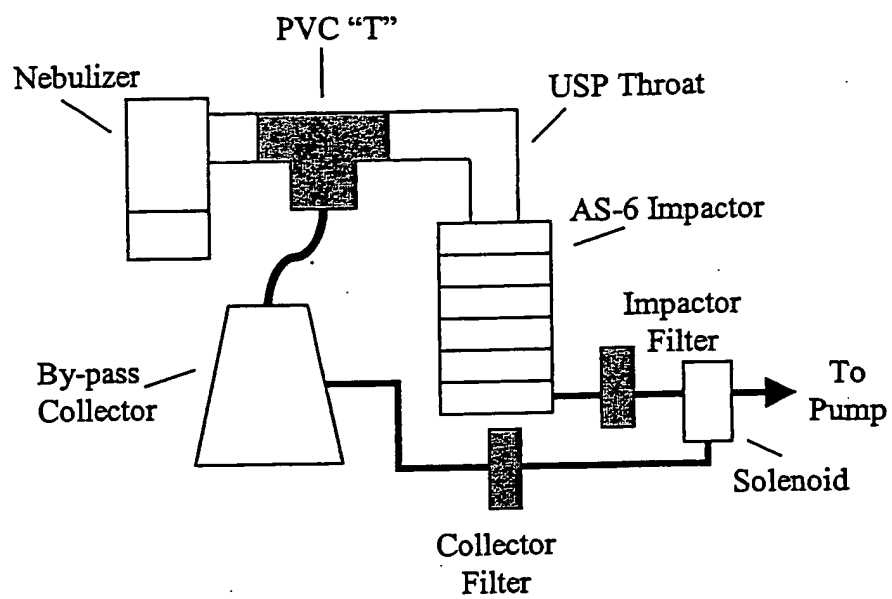 PVC “T”
Nebulizer
USP Throat
AS-6 Impactor
Impactor
Filter
By-pass
Collector
To
Pump
Solenoid
Collector
Filter